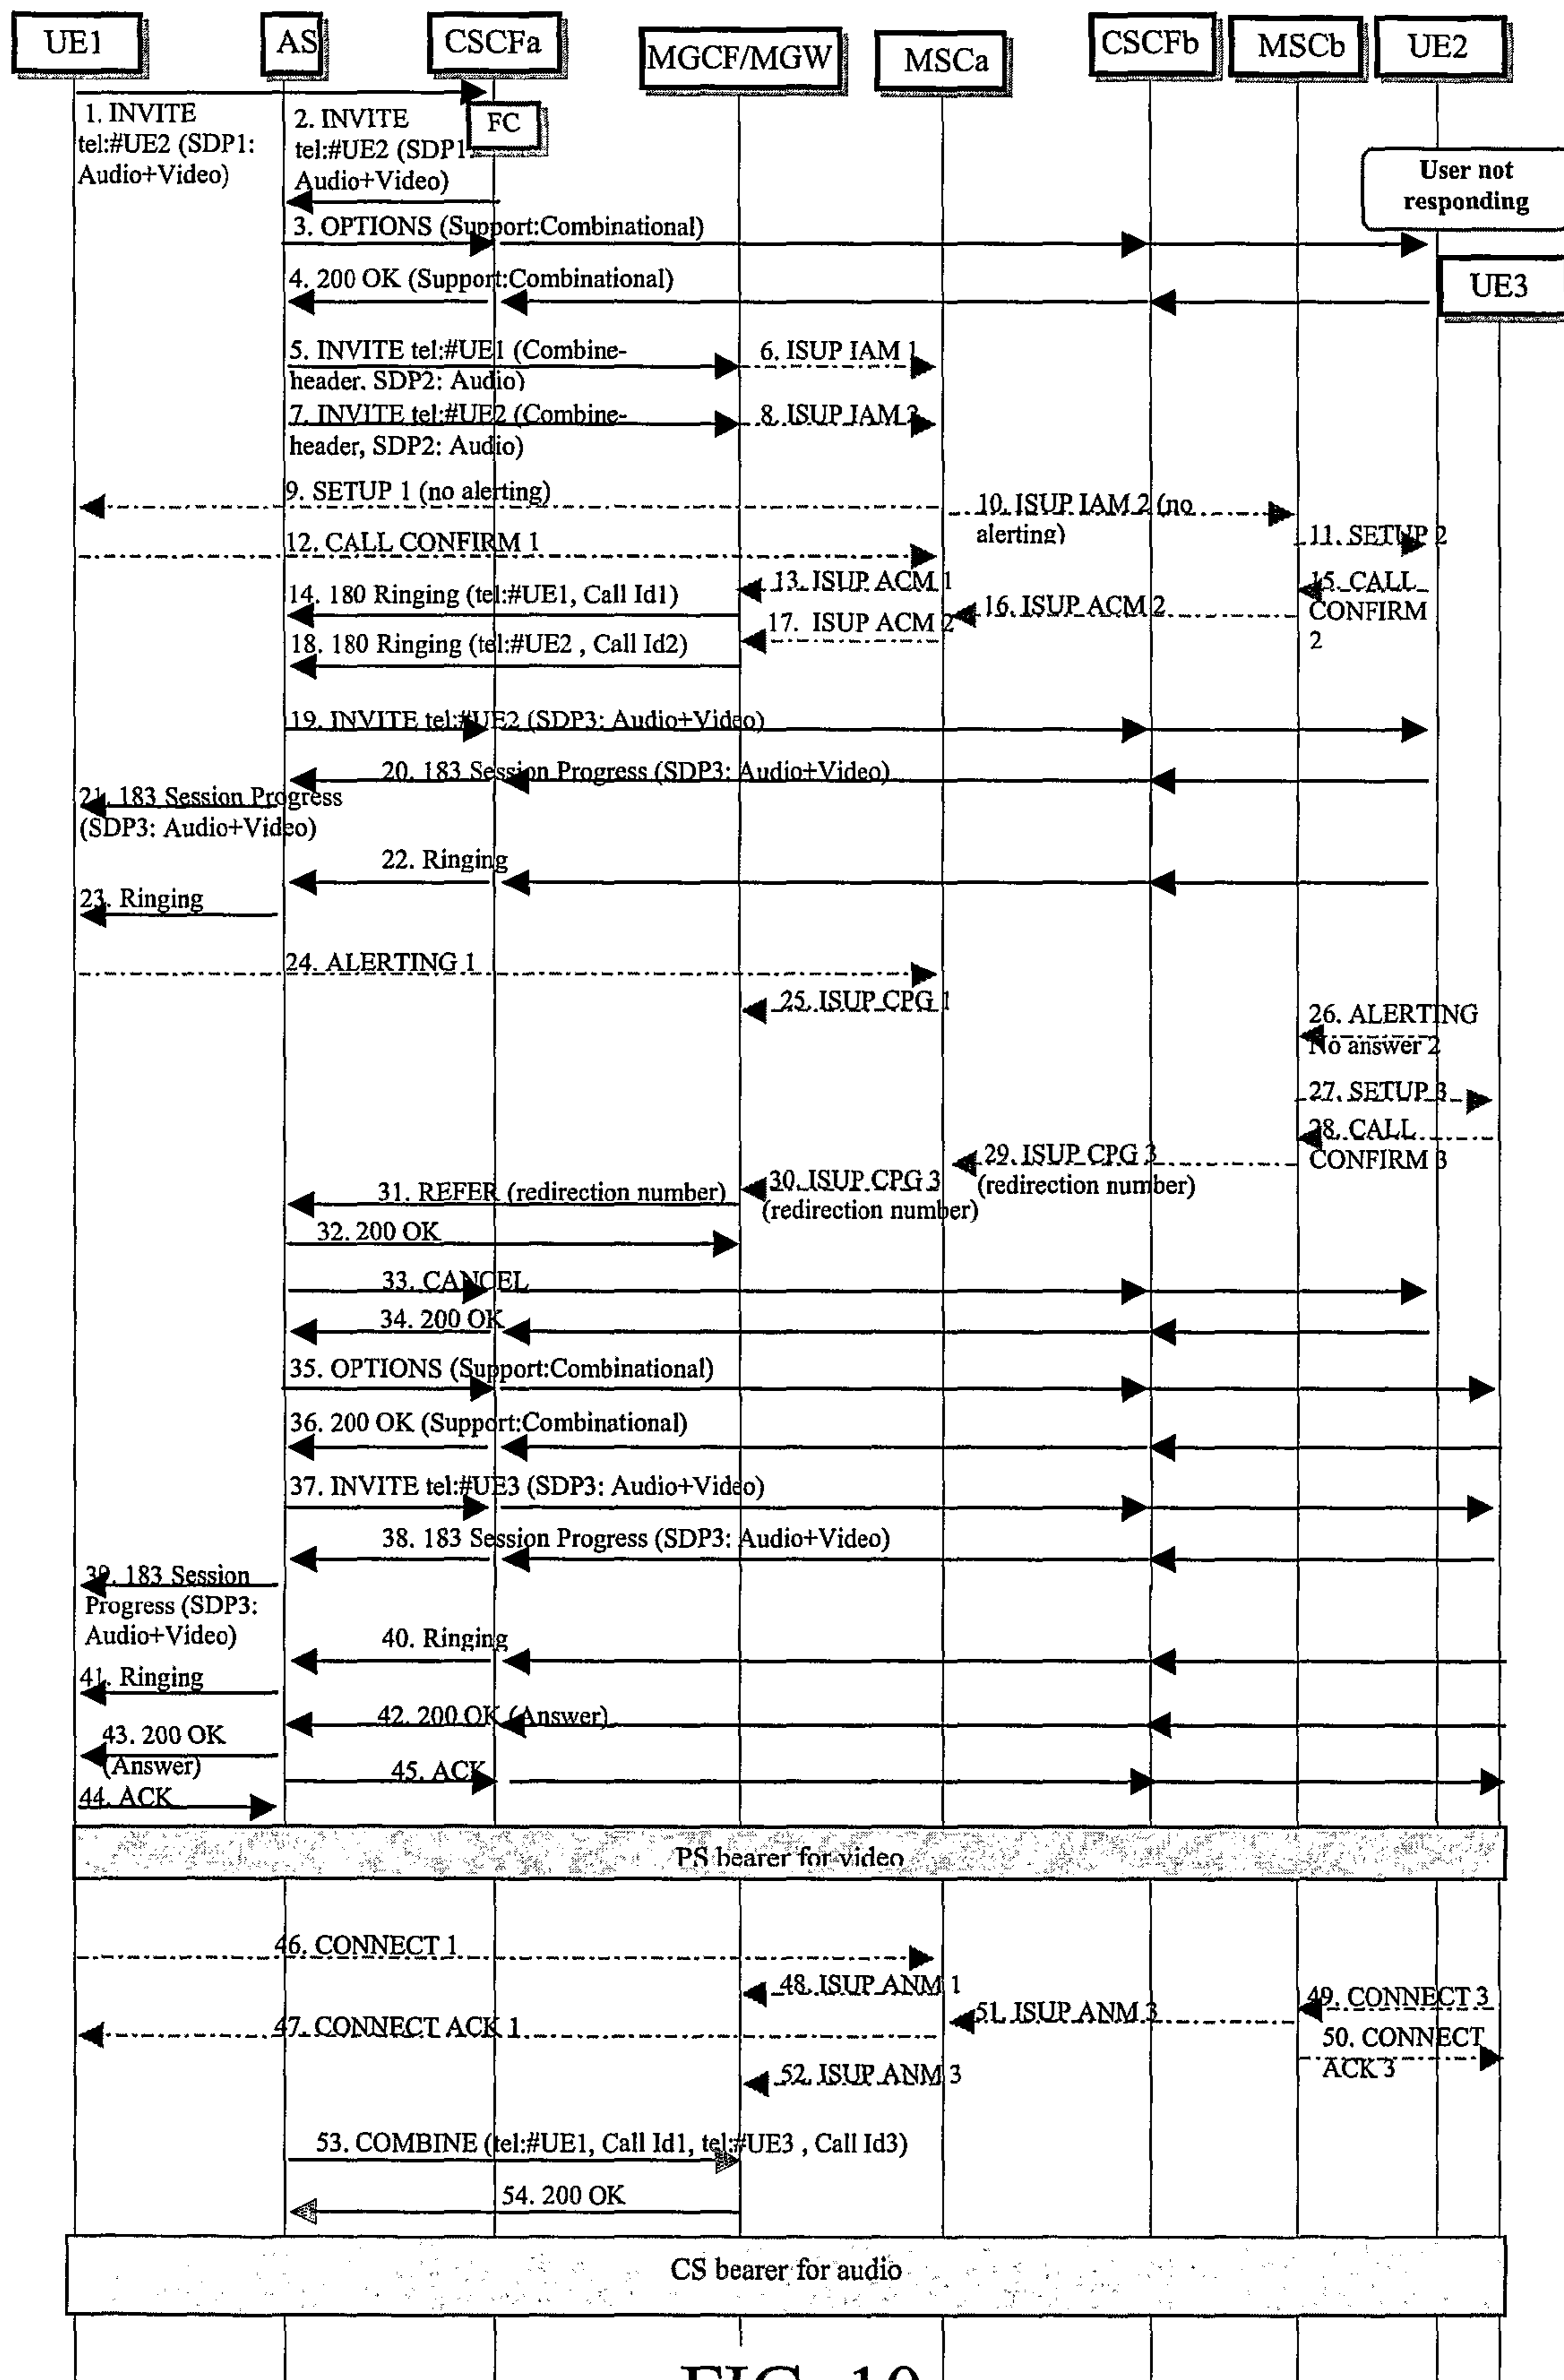 UE1
AS
CSCFa
MGCF/MGW
MSCa
CSCFb
MSCb
UE2
FC
1. INVITE
tel:#UE2 (SDP1:
Audio+Video)
2. INVITE
tel:#UE2 (SDP1:
Audio+Video)
User not
responding
3. OPTIONS (Support:Combinational)
UE3
4. 200 OK (Support:Combinational)
5. INVITE tel:#UE1 (Combine-
header, SDP2: Audio)
6. ISUP IAM 1
7. INVITE tel:#UE2 (Combine-
header, SDP2: Audio)
8. ISUP IAM 2
9. SETUP 1 (no alerting)
10. ISUP IAM 2 (no
alerting)
11. SETUP 2
12. CALL CONFIRM 1
13. ISUP ACM 1
14. 180 Ringing (tel:#UE1, Call Id1)
15. CALL
CONFIRM
2
16. ISUP ACM 2
17. ISUP ACM 2
18. 180 Ringing (tel:#UE2 , Call Id2)
19. INVITE tel:#UE2 (SDP3: Audio+Video)
20. 183 Session Progress (SDP3: Audio+Video)
21. 183 Session Progress
(SDP3: Audio+Video)
22. Ringing
23. Ringing
24. ALERTING 1
25. ISUP CPG 1
26. ALERTING
No answer 2
27. SETUP 3
28. CALL
CONFIRM 3
29. ISUP CPG 3
(redirection number)
30. ISUP CPG 3
(redirection number)
31. REFER (redirection number)
32. 200 OK
33. CANCEL
34. 200 OK
35. OPTIONS (Support:Combinational)
36. 200 OK (Support:Combinational)
37. INVITE tel:#UE3 (SDP3: Audio+Video)
38. 183 Session Progress (SDP3: Audio+Video)
39. 183 Session
Progress (SDP3:
Audio+Video)
40. Ringing
41. Ringing
42. 200 OK (Answer)
43. 200 OK
(Answer)
45. ACK
44. ACK
PS bearer for video
46. CONNECT 1
48. ISUP ANM 1
49. CONNECT 3
51. ISUP ANM 3
47. CONNECT ACK 1
50. CONNECT
ACK 3
52. ISUP ANM 3
53. COMBINE (tel:#UE1, Call Id1, tel:#UE3 , Call Id3)
54. 200 OK
CS bearer for audio
FIG. 10